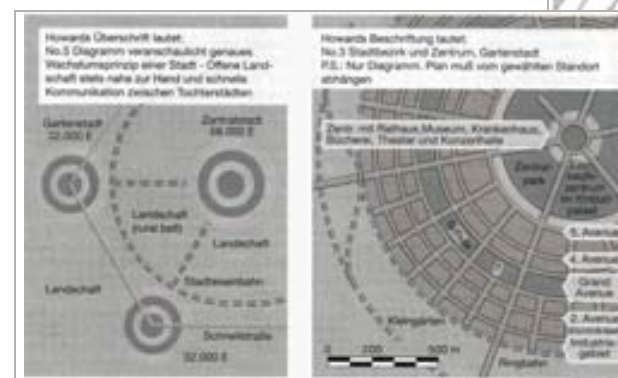 Howards Überschrift lautet:
No.5 Diagramm veranschaulicht genaues
Wachstumsprinzip einer Stadt - Offene Land-
schaft stets nahe zur Hand und schnelle
Kommunikation zwischen Tochterstädten
Gartenstadt
32.000 E
Zentralstadt
58.000 E
Landschaft
(rural belt)
Landschaft
Stadteisenbahn
Landschaft
Schnellstraße
32.000 E
Howards Beschriftung lautet:
No.3 Stadtbezirk und Zentrum, Gartenstadt
P.S.: Nur Diagramm. Plan muß vom gewählten Standort
abhängen
Zentr. mit Rathaus, Museum, Krankenhaus,
Bücherei, Theater und Konzerthalle
Zentral-
park
5. Avenue
4. Avenue
Grand
Avenue
2. Avenue
Industrie-
gebiet
Kleingärten
0 200 500 m
Ringbahn